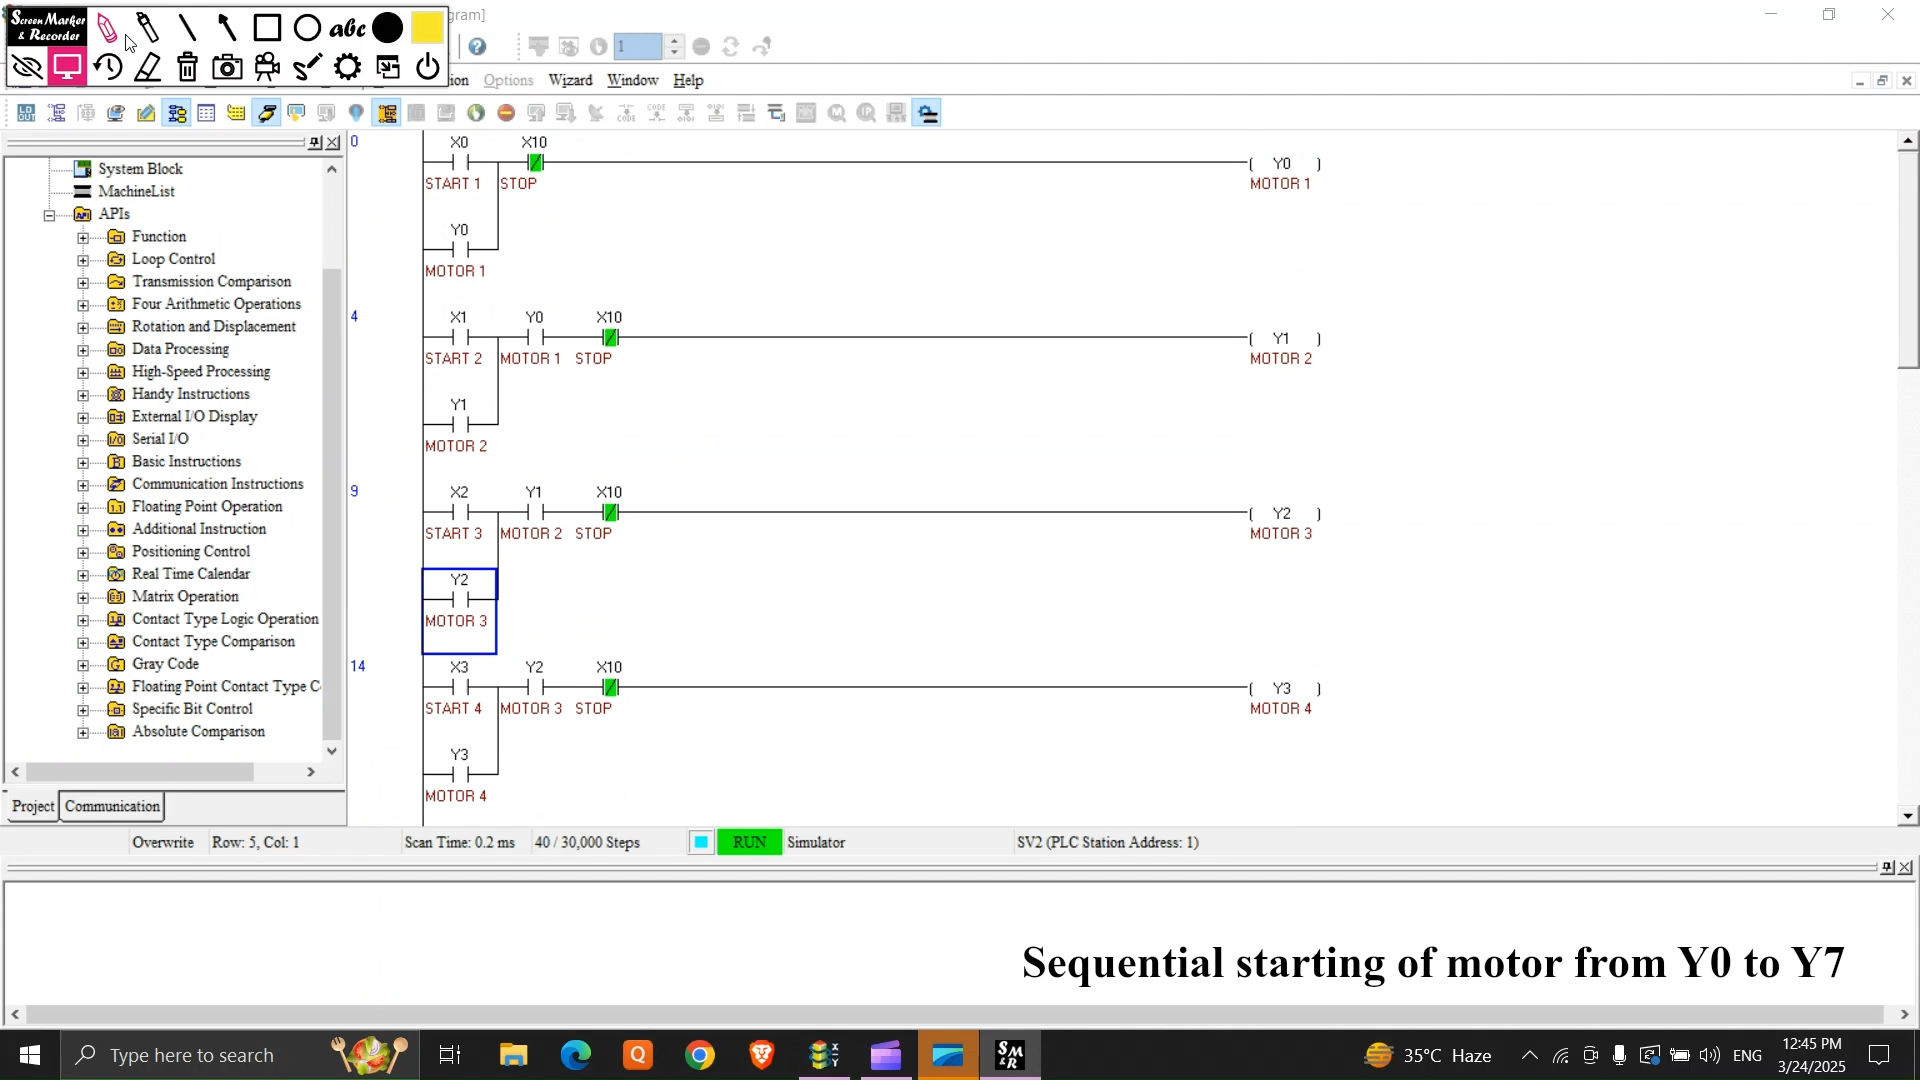 Screen Marker
& Recorder
abc
gram]
1
ion Options Wizard Window Help
System Block
MachineList
APIs
Function
Loop Control
Transmission Comparison
Four Arithmetic Operations
Rotation and Displacement
Data Processing
High-Speed Processing
Handy Instructions
External I/O Display
Serial I/O
Basic Instructions
Communication Instructions
Floating Point Operation
Additional Instruction
Positioning Control
Real Time Calendar
Matrix Operation
Contact Type Logic Operation
Contact Type Comparison
Gray Code
Floating Point Contact Type C
Specific Bit Control
Absolute Comparison
Project Communication
0 X0 X10
Y0
START 1 STOP MOTOR 1
Y0
MOTOR 1
4 X1 Y0 X10
Y1
START 2 MOTOR 1 STOP MOTOR 2
Y1
MOTOR 2
9 X2 Y1 X10
Y2
START 3 MOTOR 2 STOP MOTOR 3
Y2
MOTOR 3
14 X3 Y2 X10
Y3
START 4 MOTOR 3 STOP MOTOR 4
Y3
MOTOR 4
Overwrite Row: 5, Col: 1 Scan Time: 0.2 ms 40 / 30,000 Steps RUN Simulator SV2 (PLC Station Address: 1)
Sequential starting of motor from Y0 to Y7
Type here to search
35°C Haze ENG
12:45 PM
3/24/2025